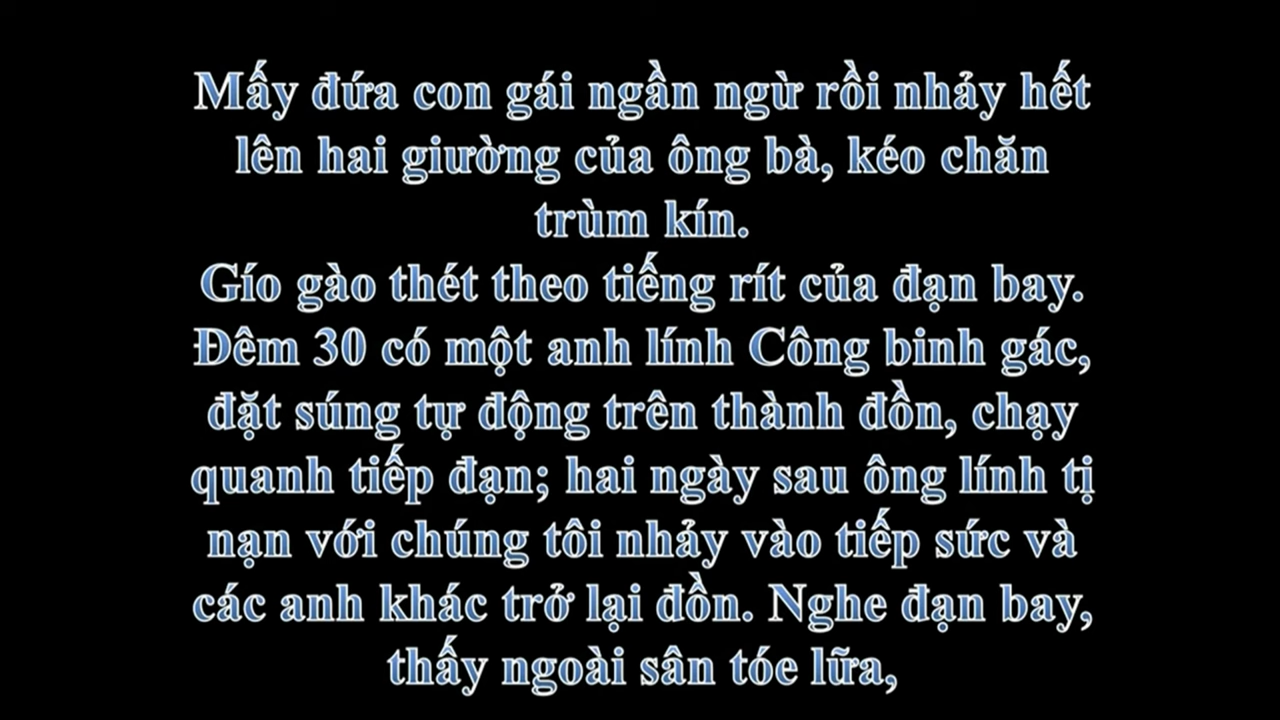 Mấy đứa con gái ngần ngừ rồi nhảy hết
lên hai giường của ông bà, kéo chăn
trùm kín.
Gío gào thét theo tiếng rít của đạn bay.
Đêm 30 có một anh lính Công binh gác,
đặt súng tự động trên thành đồn, chạy
quanh tiếp đạn; hai ngày sau ông lính tị
nạn với chúng tôi nhảy vào tiếp sức và
các anh khác trở lại đồn. Nghe đạn bay,
thấy ngoài sân tóe lữa,